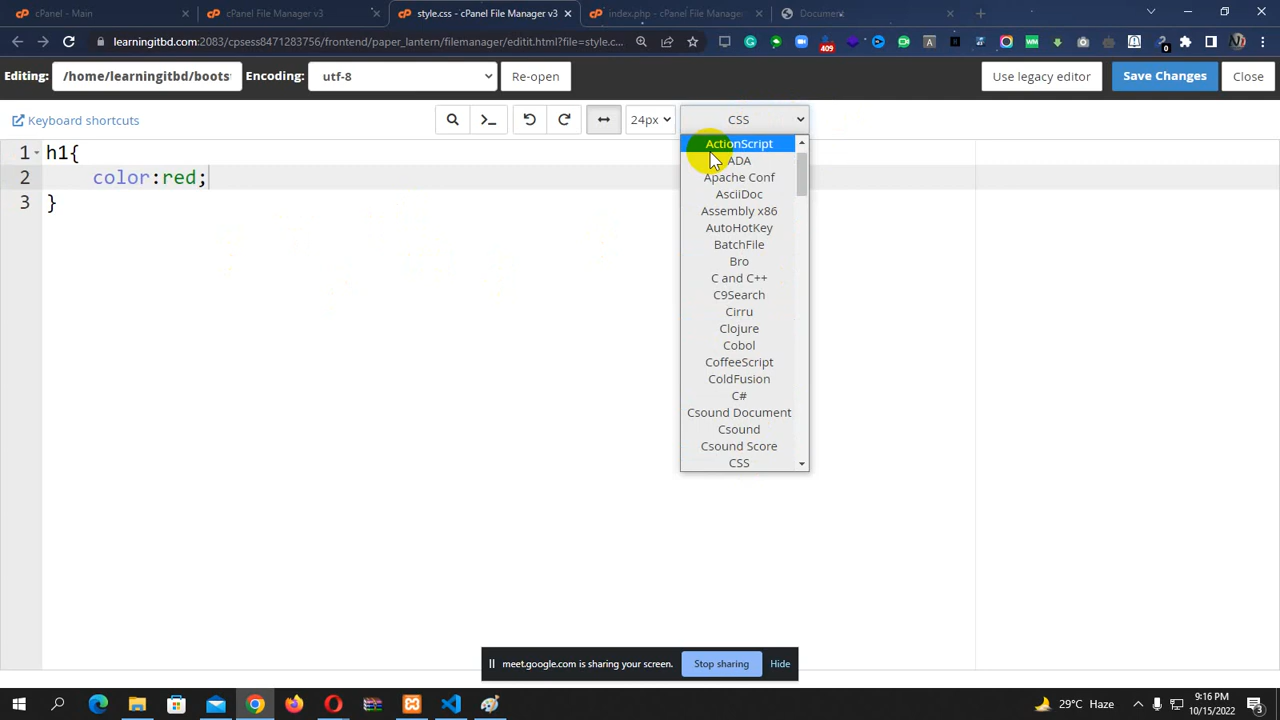 cPanel - Main
cPanel File Manager v3
style.css - cPanel File Manager v3
index.php - cPanel File Manager v
Document
learningitbd.com:2083/cpsess8471283756/frontend/paper_lantern/filemanager/editit.html?file=style.c...
409
0
Editing:
/home/learningitbd/boots
Encoding:
utf-8
Re-open
Use legacy editor
Save Changes
Close
Keyboard shortcuts
24px
CSS
1 h1{
2 color:red;
3 }
ActionScript
ADA
Apache Conf
AsciiDoc
Assembly x86
AutoHotKey
BatchFile
Bro
C and C++
C9Search
Cirru
Clojure
Cobol
CoffeeScript
ColdFusion
C#
Csound Document
Csound
Csound Score
CSS
meet.google.com is sharing your screen.
Stop sharing
Hide
29°C Haze
9:16 PM
10/15/2022
3